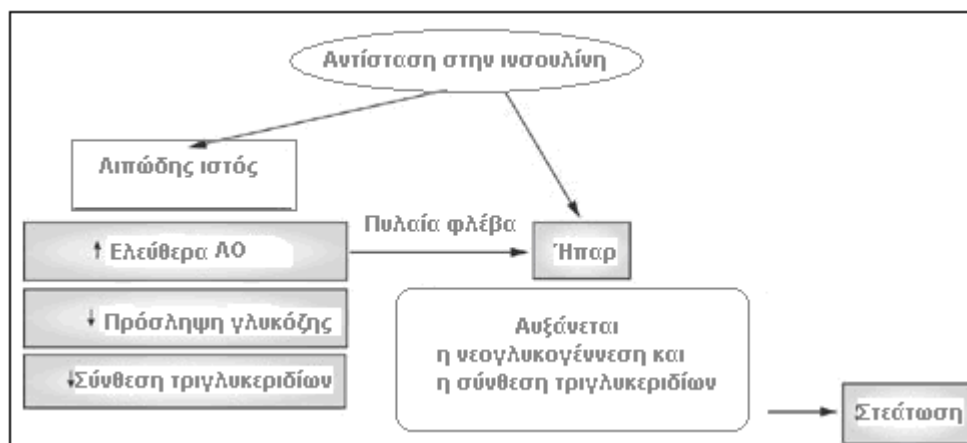 Αντίσταση στην ινσουλίνη
Λιπώδης ιστός
Πυλαία φλέβα
↑ Ελεύθερα ΛΟ
Ήπαρ
↓ Πρόσληψη γλυκόζης
↓Σύνθεση τριγλυκεριδίων
Αυξάνεται
η νεογλυκογέννεση και
η σύνθεση τριγλυκεριδίων
Στεάτωση